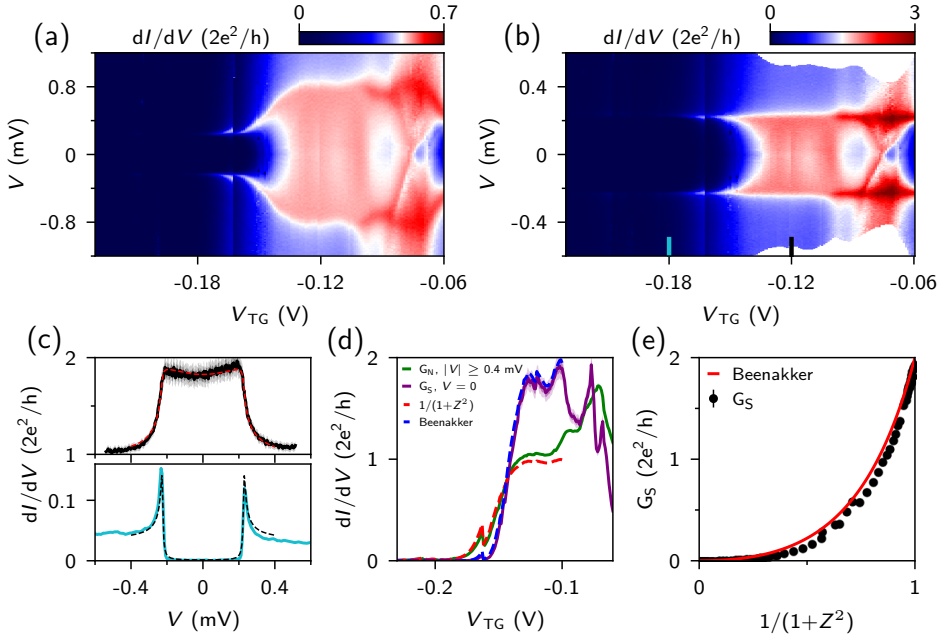 (a)
dI/dV (2e²/h)
0
0.7
V (mV)
0.8
0
-0.8
-0.18
-0.12
-0.06
V_TG (V)
(b)
dI/dV (2e²/h)
0
3
V (mV)
0.4
0
-0.4
-0.18
-0.12
-0.06
V_TG (V)
(c)
dI/dV (2e²/h)
2
1
0.1
0
-0.4
0
0.4
V (mV)
(d)
dI/dV (2e²/h)
2
1
0
G_N, |V| ≥ 0.4 mV
G_S, V = 0
1/(1+Z²)
Beenakker
-0.2
-0.1
V_TG (V)
(e)
G_S (2e²/h)
2
1
0
Beenakker
G_S
0
1
1/(1+Z²)